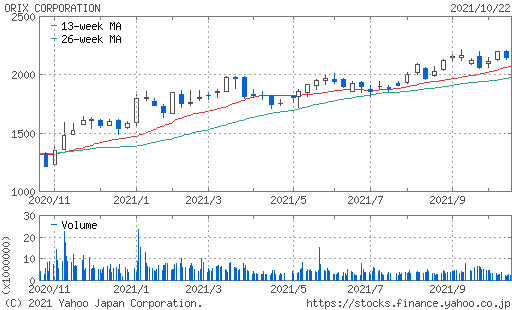 ORIX CORPORATION 2021/10/22
13-week MA
26-week MA
2500
2000
1500
1000
2020/11 2021/1 2021/3 2021/5 2021/7 2021/9
Volume
30
20
10
0
(x1000000)
2020/11 2021/1 2021/3 2021/5 2021/7 2021/9
(C) 2021 Yahoo Japan Corporation. https://stocks.finance.yahoo.co.jp